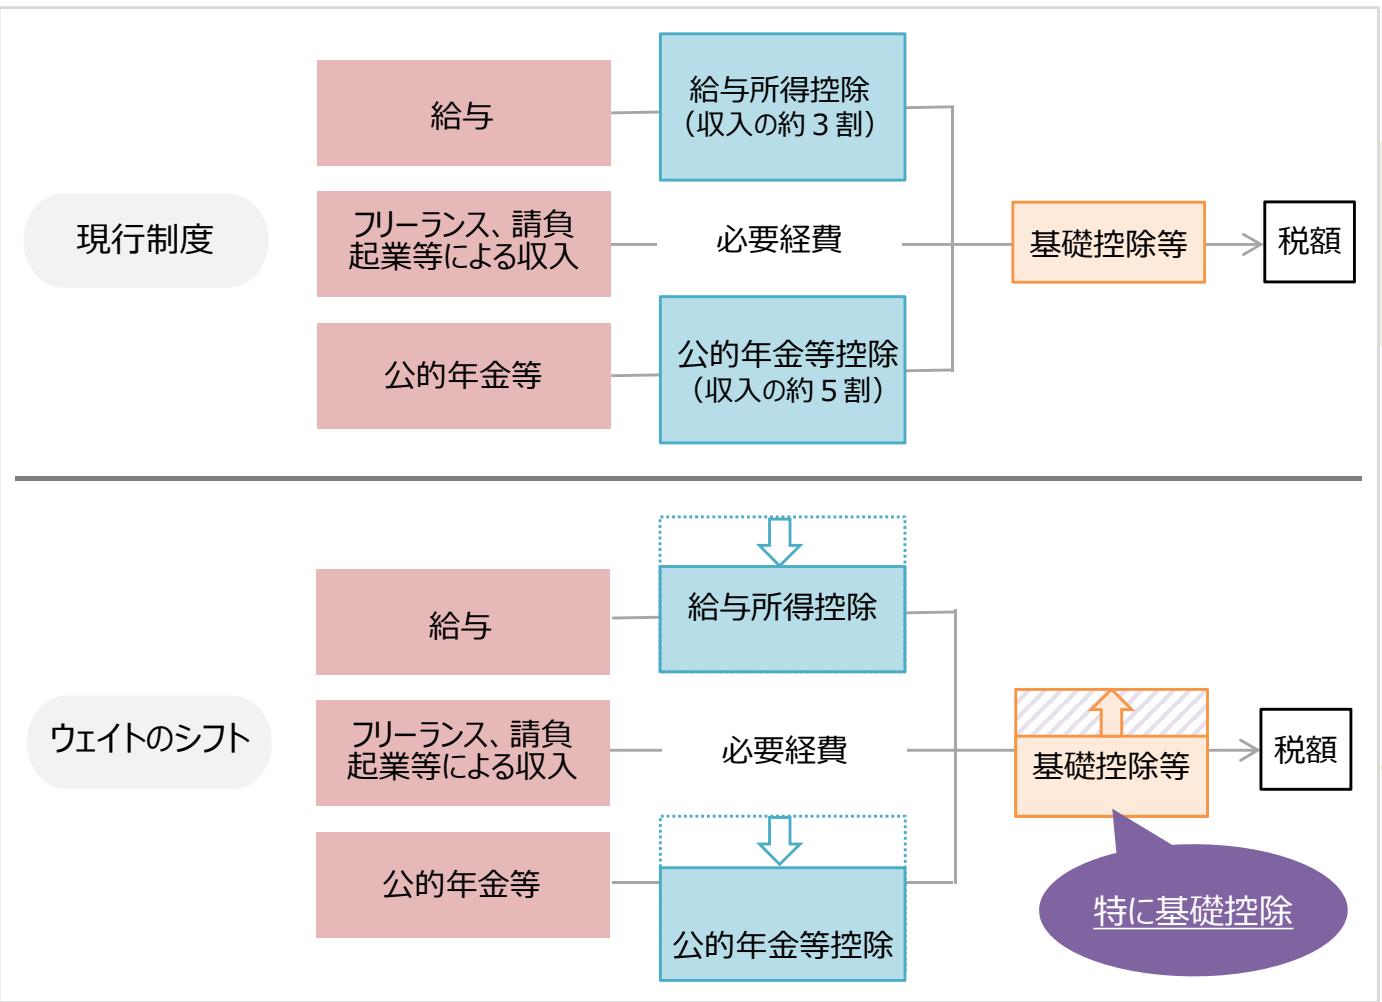 現行制度
給与
給与所得控除
（収入の約３割）
フリーランス、請負
起業等による収入
必要経費
公的年金等
公的年金等控除
（収入の約５割）
基礎控除等
税額
ウェイトのシフト
給与
給与所得控除
フリーランス、請負
起業等による収入
必要経費
公的年金等
公的年金等控除
基礎控除等
税額
特に基礎控除